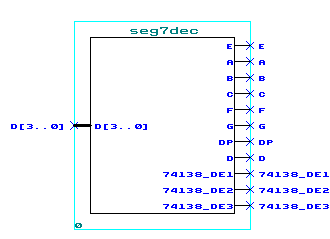 seg7dec
E E
A A
B B
C C
F F
D[3..0] D[3..0]
G G
DP DP
D D
74138_DE1 74138_DE1
74138_DE2 74138_DE2
74138_DE3 74138_DE3
0